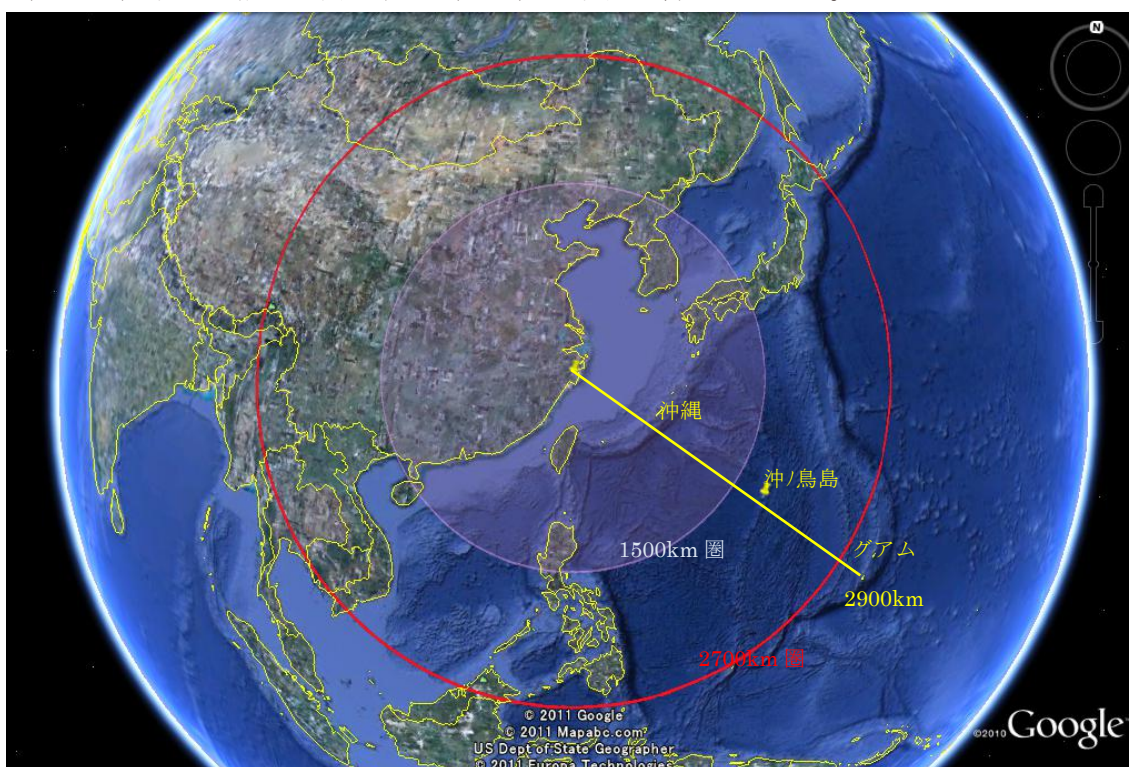 N
沖縄
沖ノ鳥島
グアム
1500km 圏
2900km
2700km 圏
© 2011 Google
© 2011 Mapabc.com
US Dept of State Geographer
© 2011 Europa Technologies
©2010 Google